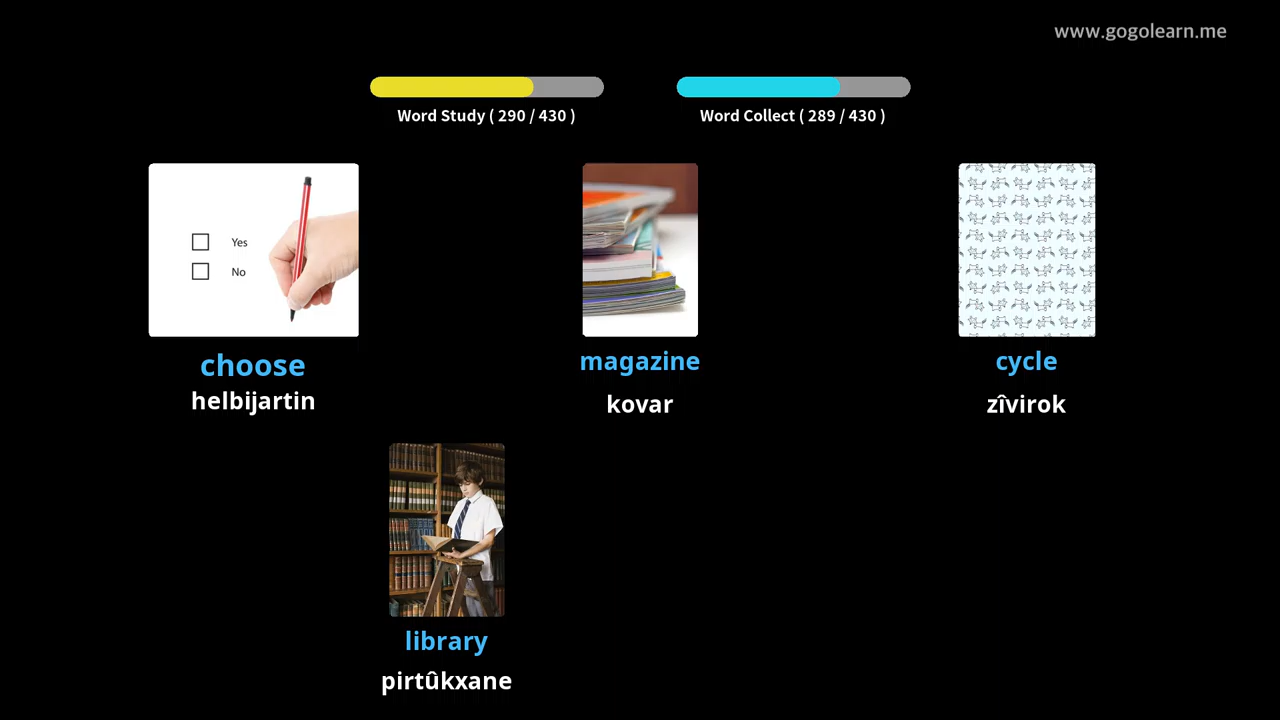 www.gogolearn.me
Word Study ( 290 / 430 )
Word Collect ( 289 / 430 )
Yes
No
choose
helbijartin
magazine
kovar
cycle
zîvirok
library
pirtûkxane